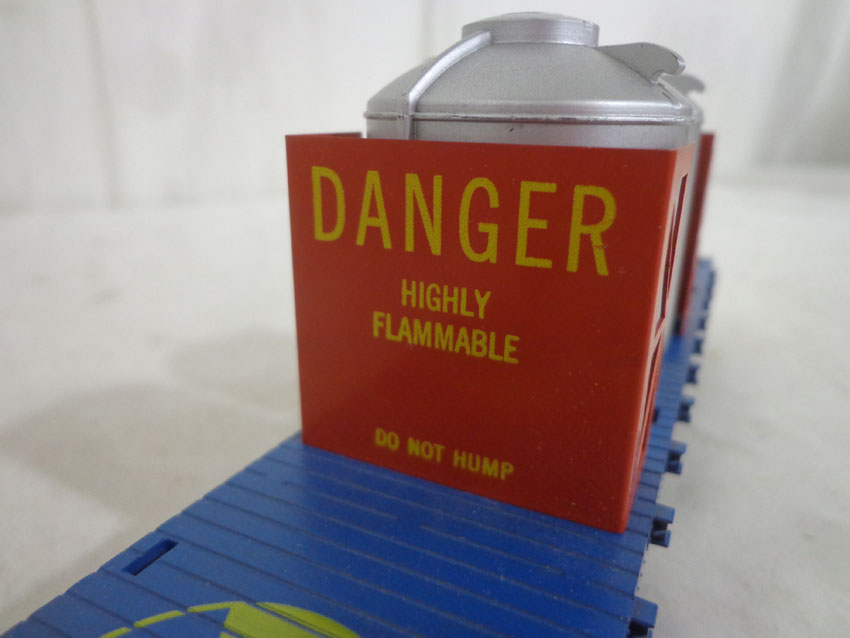 DANGER
HIGHLY
FLAMMABLE
DO NOT HUMP